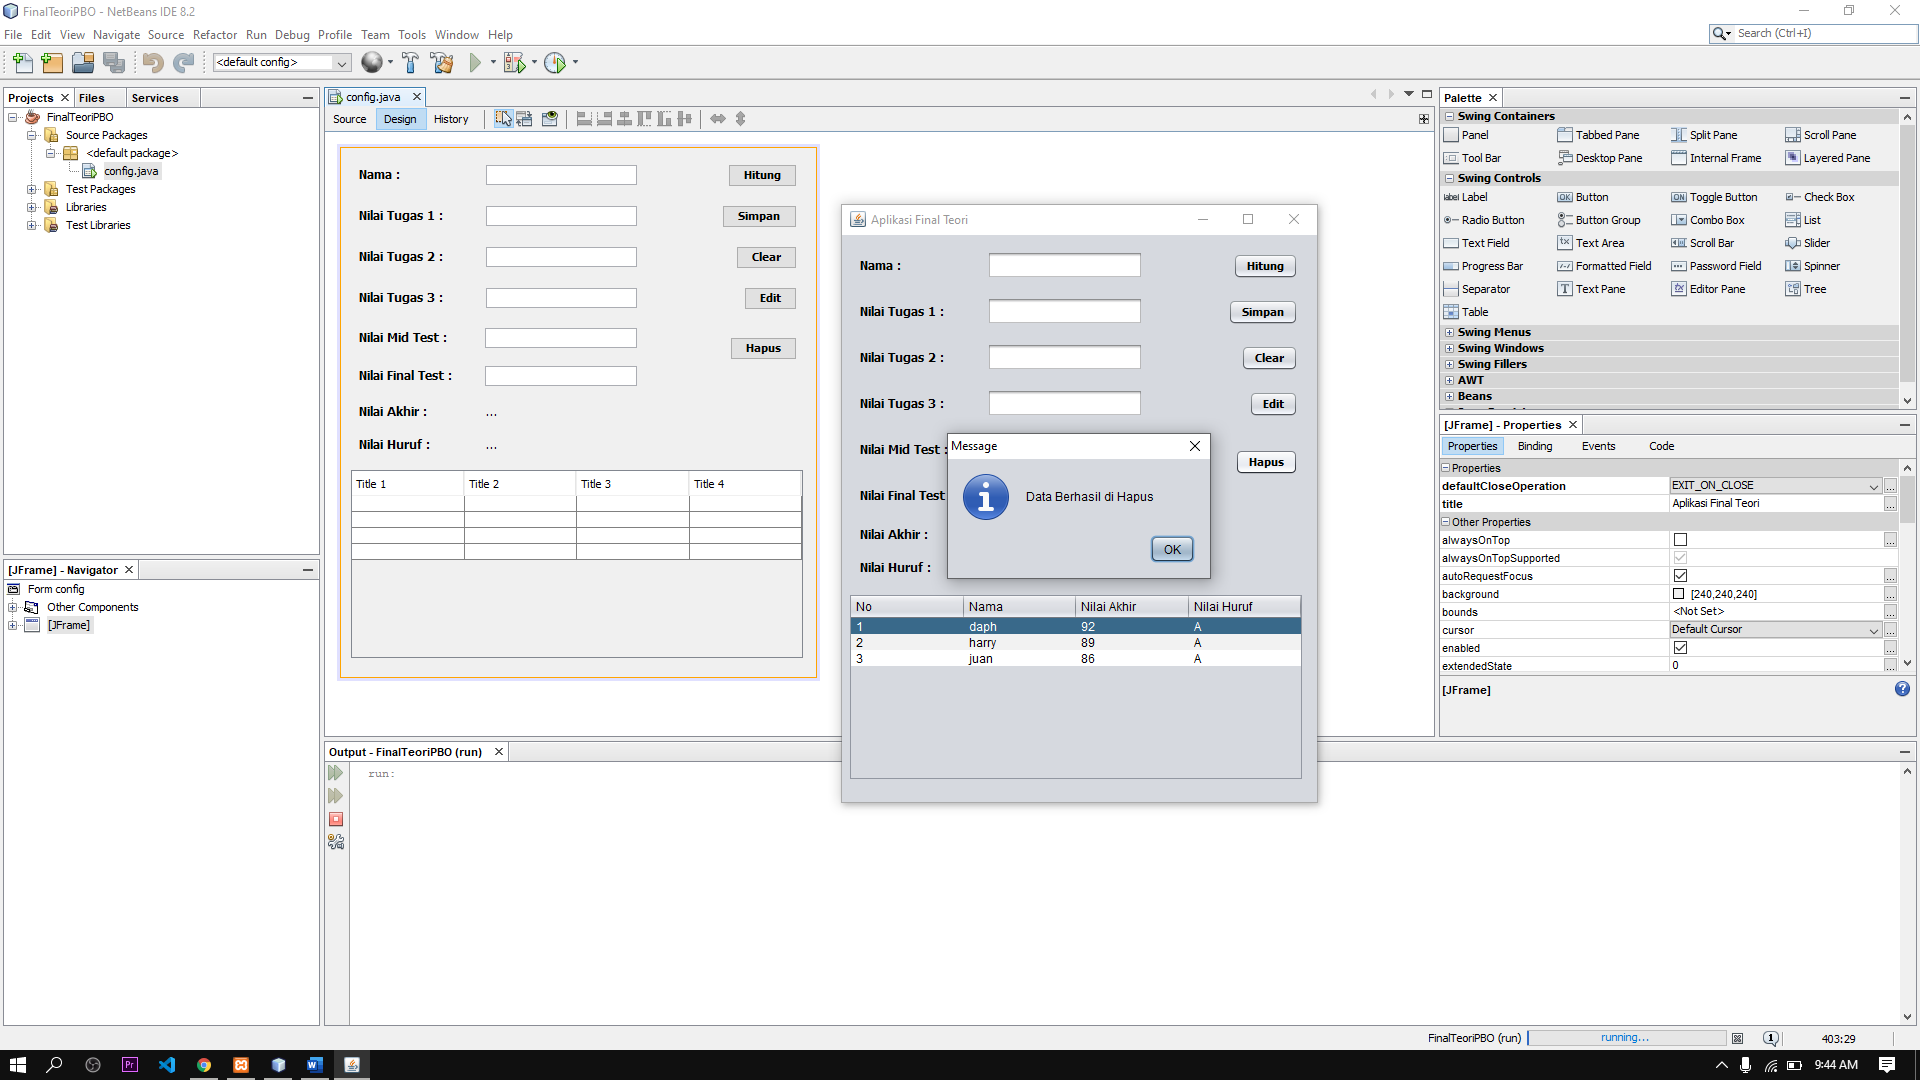 FinalTeoriPBO - NetBeans IDE 8.2
File Edit View Navigate Source Refactor Run Debug Profile Team Tools Window Help
Search (Ctrl+I)
<default config>
Projects Files Services
FinalTeoriPBO
Source Packages
<default package>
config.java
Test Packages
Libraries
Test Libraries
[JFrame] - Navigator
Form config
Other Components
[JFrame]
config.java
Source Design History
Nama : Hitung
Nilai Tugas 1 : Simpan
Nilai Tugas 2 : Clear
Nilai Tugas 3 : Edit
Nilai Mid Test :
Hapus
Nilai Final Test :
Nilai Akhir : ...
Nilai Huruf : ...
Title 1 Title 2 Title 3 Title 4
Aplikasi Final Teori
Nama : Hitung
Nilai Tugas 1 : Simpan
Nilai Tugas 2 : Clear
Nilai Tugas 3 : Edit
Nilai Mid Test :
Hapus
Nilai Final Test
Nilai Akhir :
Nilai Huruf :
Message
Data Berhasil di Hapus
OK
No Nama Nilai Akhir Nilai Huruf
1 daph 92 A
2 harry 89 A
3 juan 86 A
Output - FinalTeoriPBO (run)
run:
Palette
Swing Containers
Panel Tabbed Pane Split Pane Scroll Pane
Tool Bar Desktop Pane Internal Frame Layered Pane
Swing Controls
Label Button Toggle Button Check Box
Radio Button Button Group Combo Box List
Text Field Text Area Scroll Bar Slider
Progress Bar Formatted Field Password Field Spinner
Separator Text Pane Editor Pane Tree
Table
Swing Menus
Swing Windows
Swing Fillers
AWT
Beans
[JFrame] - Properties
Properties Binding Events Code
Properties
defaultCloseOperation EXIT_ON_CLOSE
title Aplikasi Final Teori
Other Properties
alwaysOnTop
alwaysOnTopSupported
autoRequestFocus
background [240,240,240]
bounds <Not Set>
cursor Default Cursor
enabled
extendedState 0
[JFrame]
FinalTeoriPBO (run) running... 403:29
9:44 AM